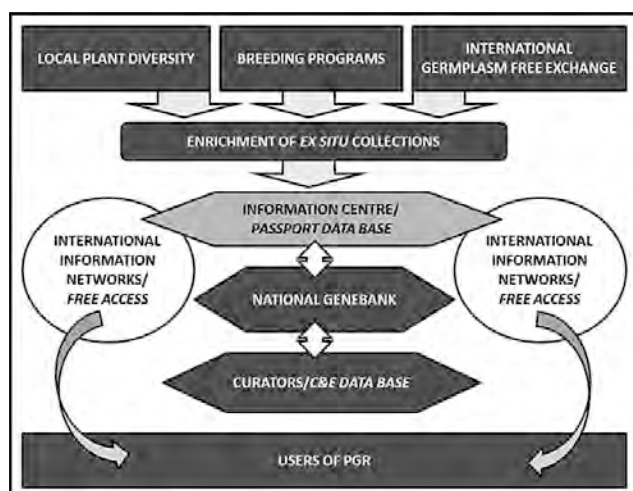 LOCAL PLANT DIVERSITY
BREEDING PROGRAMS
INTERNATIONAL
GERMPLASM FREE EXCHANGE
ENRICHMENT OF EX SITU COLLECTIONS
INFORMATION CENTRE/
PASSPORT DATA BASE
INTERNATIONAL
INFORMATION
NETWORKS/
FREE ACCESS
INTERNATIONAL
INFORMATION
NETWORKS/
FREE ACCESS
NATIONAL GENEBANK
CURATORS/C&E DATA BASE
USERS OF PGR